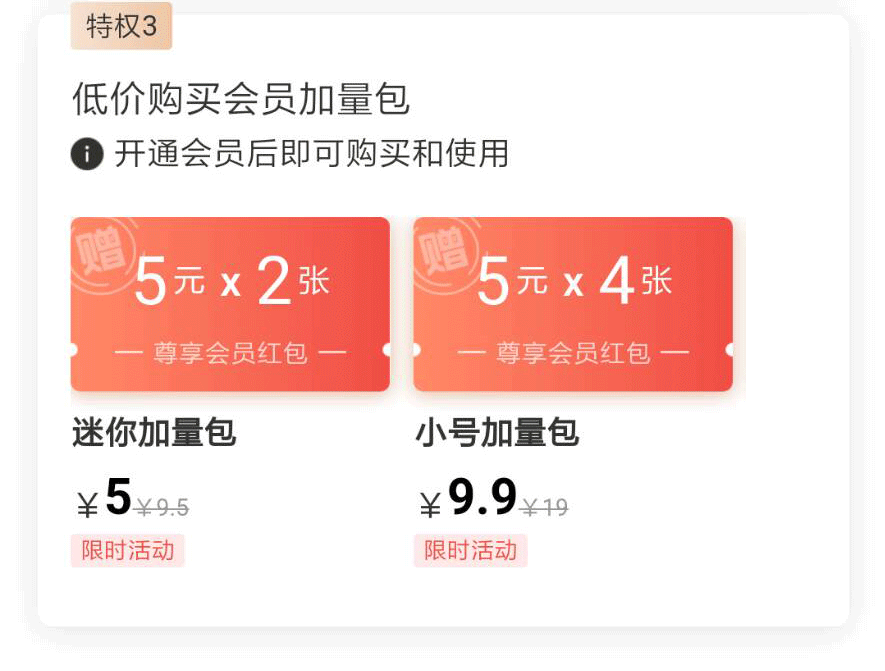 特权3
低价购买会员加量包
开通会员后即可购买和使用
赠
5元 x 2张
尊享会员红包
赠
5元 x 4张
尊享会员红包
迷你加量包
小号加量包
¥5 ¥9.5
¥9.9 ¥19
限时活动
限时活动